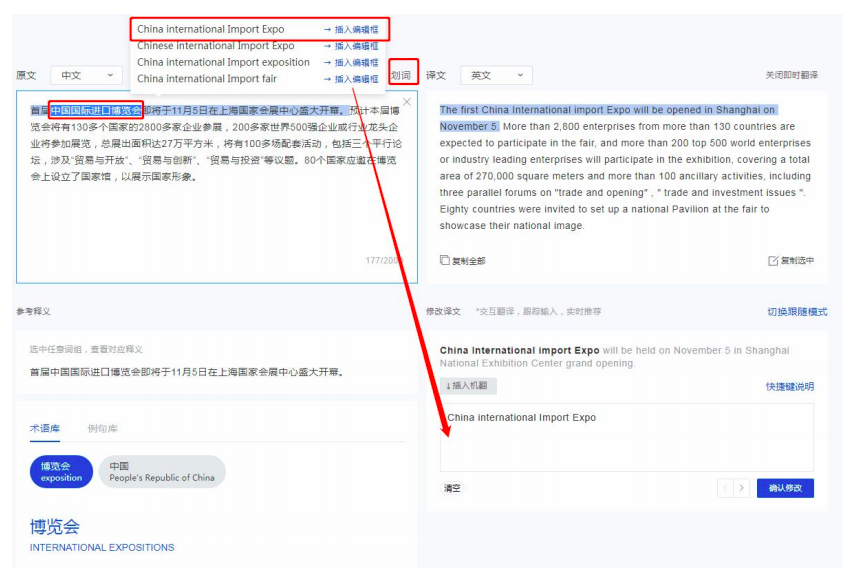 China international Import Expo → 插入编辑框
Chinese international Import Expo → 插入编辑框
China international Import exposition → 插入编辑框
China international Import fair → 插入编辑框
原文 中文 划词 译文 英文 关闭即时翻译
首届中国国际进口博览会即将于11月5日在上海国家会展中心盛大开幕。预计本届博
览会将有130多个国家的2800多家企业参展，200多家世界500强企业或行业龙头企
业将参加展览，总展出面积达27万平方米，将有100多场配套活动，包括三个平行论
坛，涉及“贸易与开放”、“贸易与创新”、“贸易与投资”等议题。80个国家应邀在博览
会上设立了国家馆，以展示国家形象。
177/2000
The first China International import Expo will be opened in Shanghai on
November 5. More than 2,800 enterprises from more than 130 countries are
expected to participate in the fair, and more than 200 top 500 world enterprises
or industry leading enterprises will participate in the exhibition, covering a total
area of 270,000 square meters and more than 100 ancillary activities, including
three parallel forums on "trade and opening" , " trade and investment issues ".
Eighty countries were invited to set up a national Pavilion at the fair to
showcase their national image.
复制全部 复制选中
参考释义
选中任意词组，查看对应释义
首届中国国际进口博览会即将于11月5日在上海国家会展中心盛大开幕。
术语库 例句库
博览会
exposition
中国
People's Republic of China
博览会
INTERNATIONAL EXPOSITIONS
修改译文 *交互翻译，跟踪输入，实时推荐 切换跟随模式
China International import Expo will be held on November 5 in Shanghai
National Exhibition Center grand opening.
↓插入机翻 快捷键说明
China international Import Expo
清空 确认修改